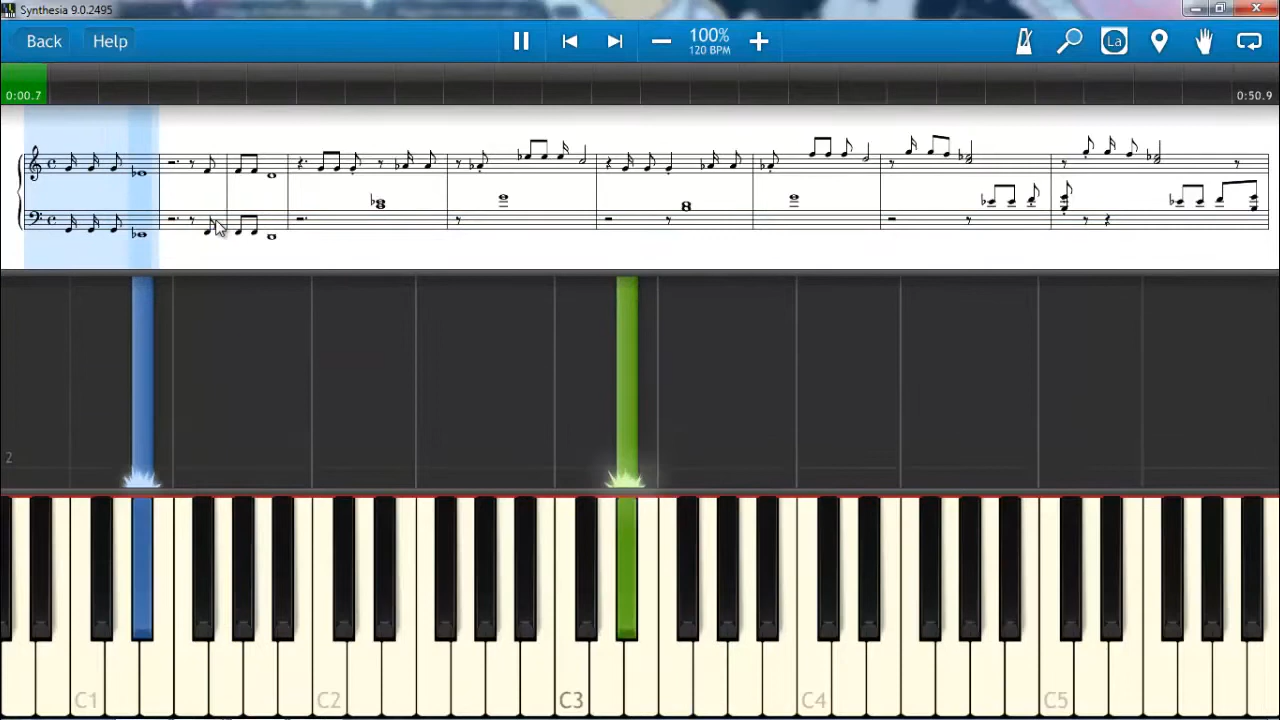 Synthesia 9.0.2495
Back Help 100% La
120 BPM
0:00.7 0:50.9
2
C1 C2 C3 C4 C5